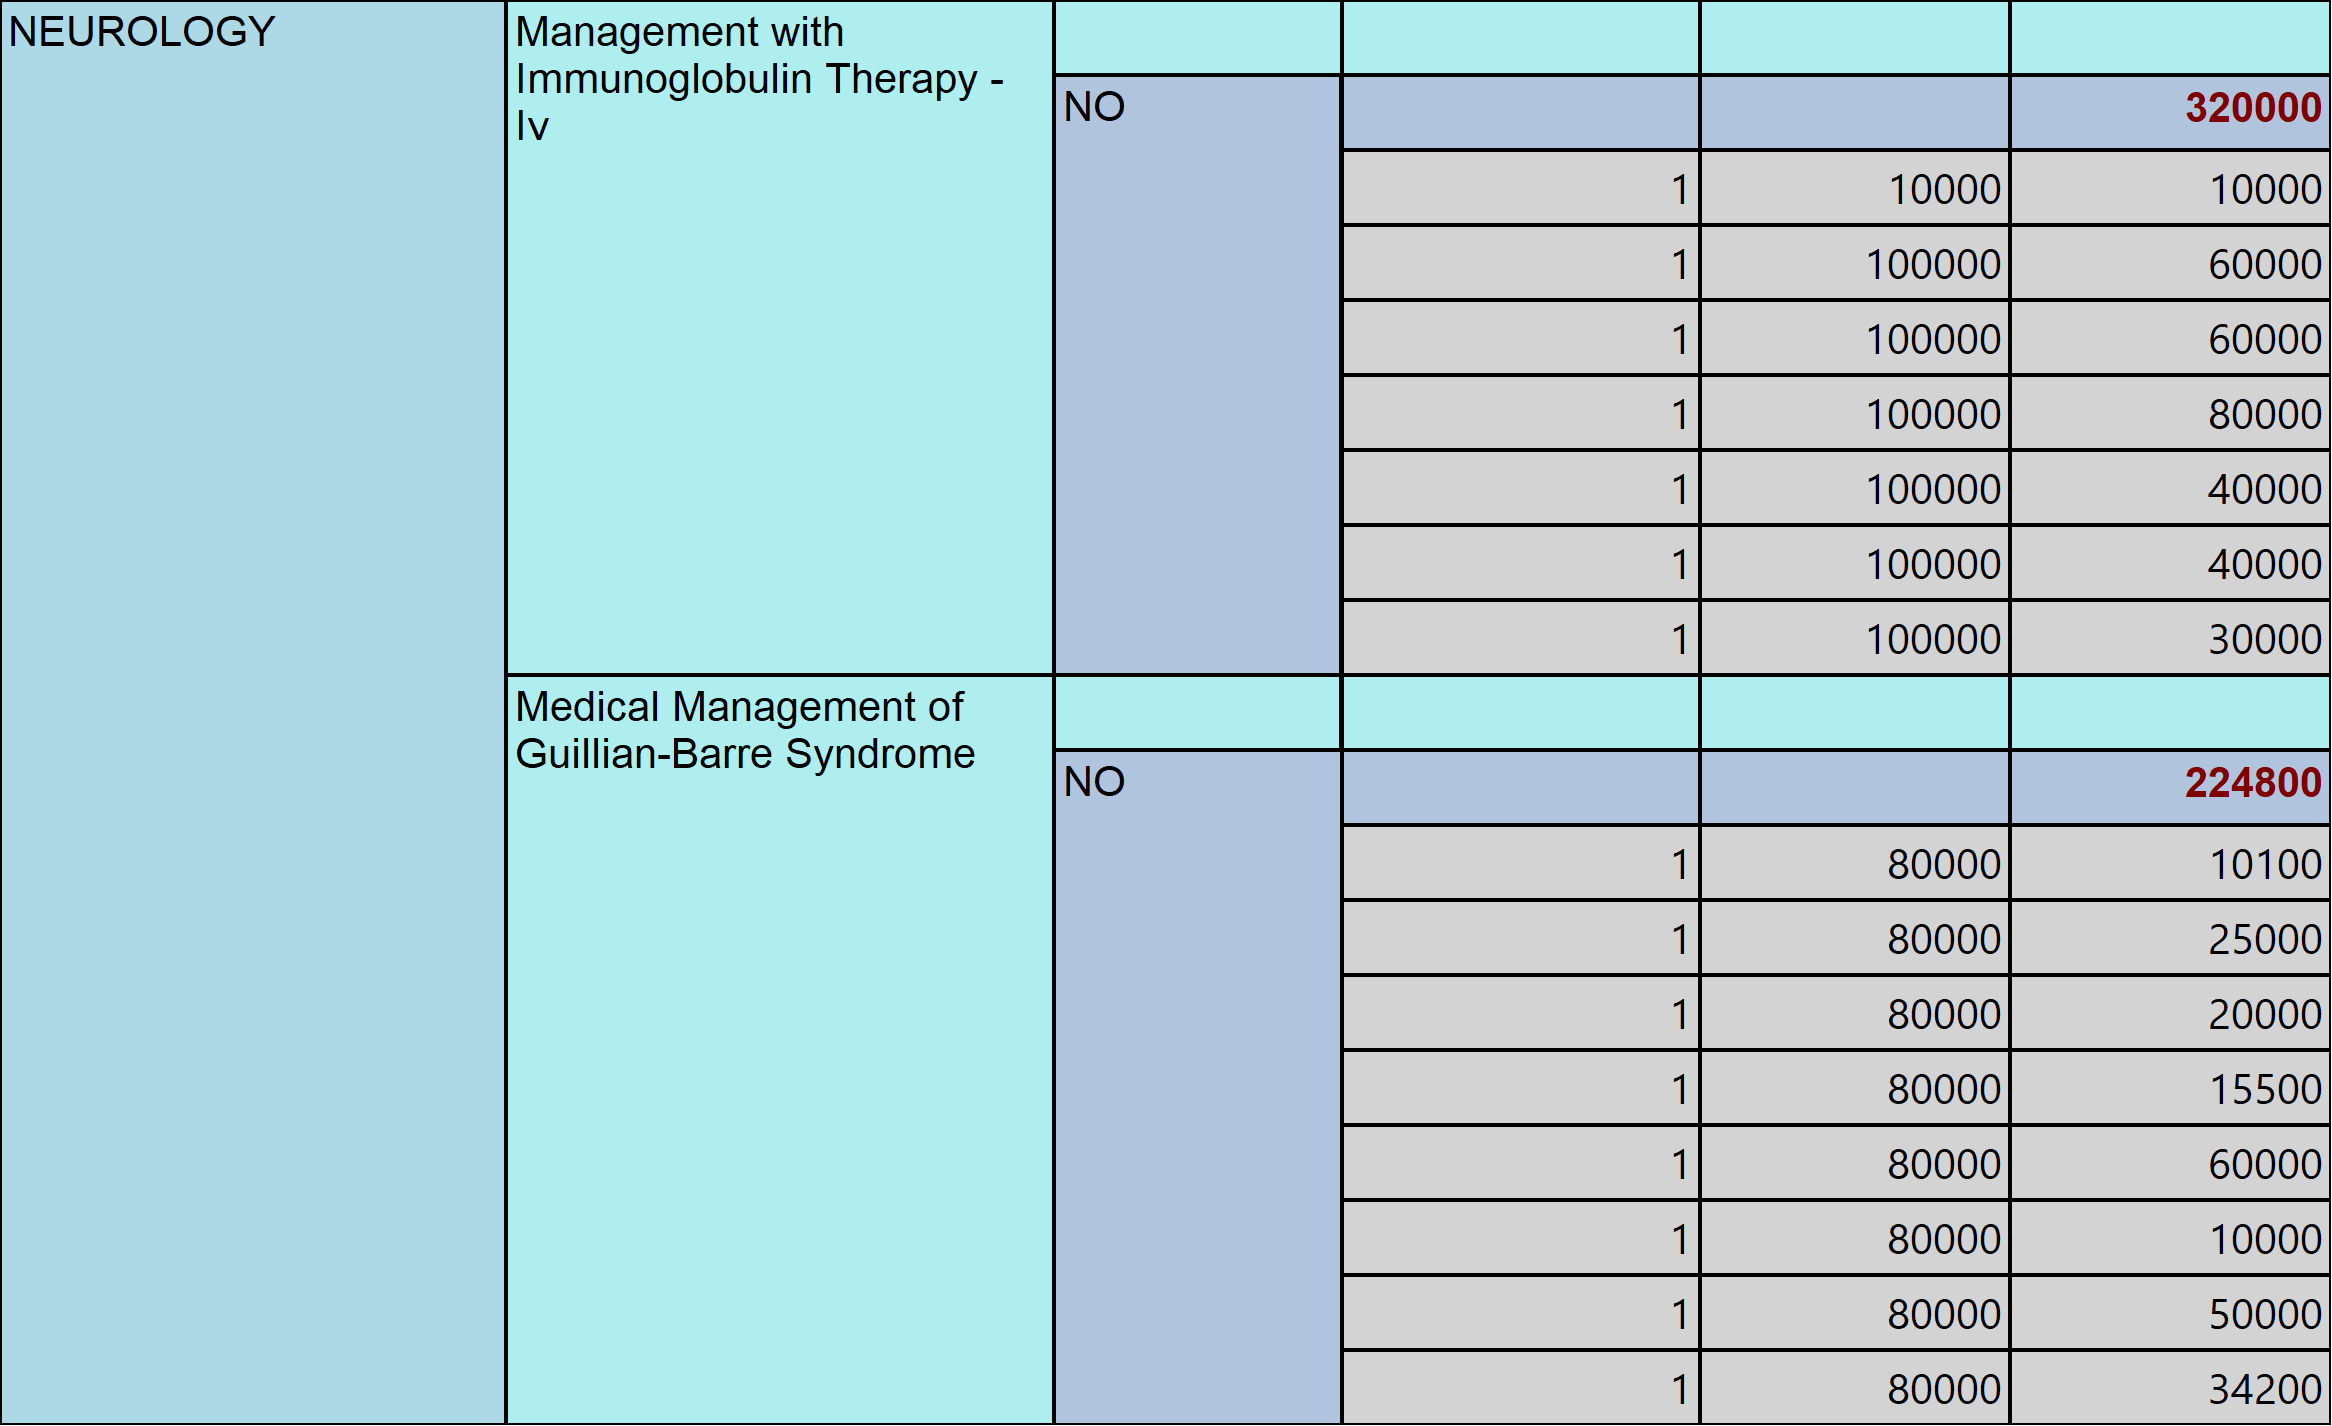 NEUROLOGY
Management with
Immunoglobulin Therapy -
Iv
NO
320000
1 10000 10000
1 100000 60000
1 100000 60000
1 100000 80000
1 100000 40000
1 100000 40000
1 100000 30000
Medical Management of
Guillian-Barre Syndrome
NO
224800
1 80000 10100
1 80000 25000
1 80000 20000
1 80000 15500
1 80000 60000
1 80000 10000
1 80000 50000
1 80000 34200